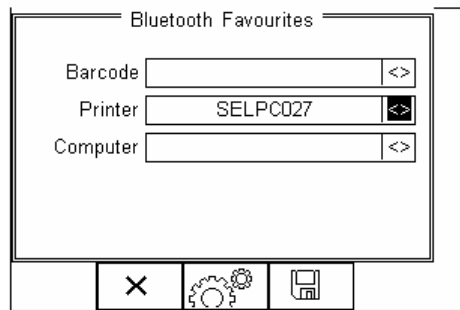 Bluetooth Favourites
Barcode <>
Printer SELPC027 <>
Computer <>